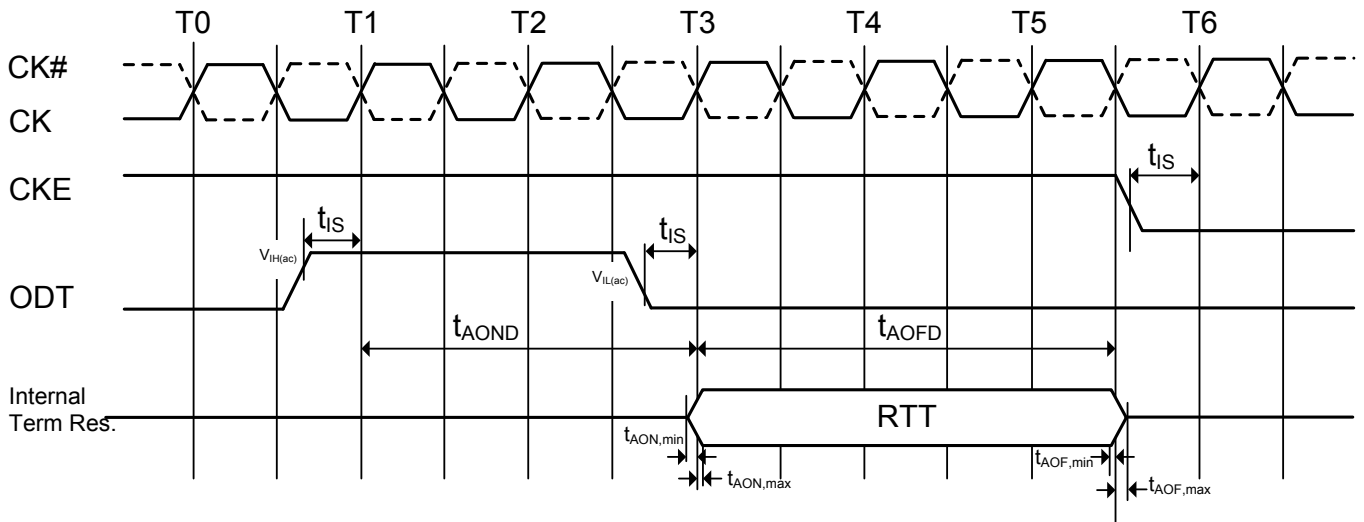 T0 T1 T2 T3 T4 T5 T6
CK#
CK
CKE
tIS
tIS
tIS
VIH(ac)
VIL(ac)
ODT
tAOND
tAOFD
Internal
Term Res.
RTT
tAON,min
tAOF,min
tAON,max
tAOF,max